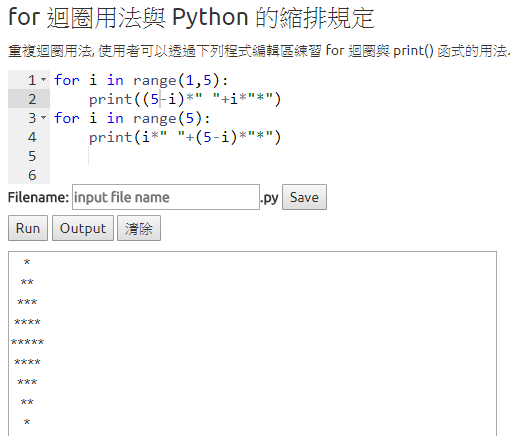 for 迴圈用法與 Python 的縮排規定
重複迴圈用法, 使用者可以透過下列程式編輯區練習 for 迴圈與 print() 函式的用法.
1 for i in range(1,5):
2     print((5-i)*" "+i*"*")
3 for i in range(5):
4     print(i*" "+(5-i)*"*")
5
6
Filename: input file name .py Save
Run Output 清除
*
**
***
****
*****
****
***
**
*